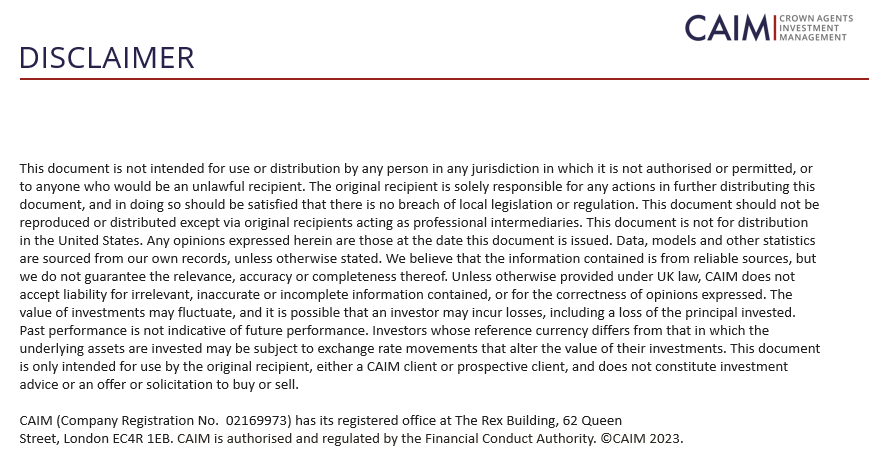 CAIM
CROWN AGENTS
INVESTMENT
MANAGEMENT
DISCLAIMER
This document is not intended for use or distribution by any person in any jurisdiction in which it is not authorised or permitted, or
to anyone who would be an unlawful recipient. The original recipient is solely responsible for any actions in further distributing this
document, and in doing so should be satisfied that there is no breach of local legislation or regulation. This document should not be
reproduced or distributed except via original recipients acting as professional intermediaries. This document is not for distribution
in the United States. Any opinions expressed herein are those at the date this document is issued. Data, models and other statistics
are sourced from our own records, unless otherwise stated. We believe that the information contained is from reliable sources, but
we do not guarantee the relevance, accuracy or completeness thereof. Unless otherwise provided under UK law, CAIM does not
accept liability for irrelevant, inaccurate or incomplete information contained, or for the correctness of opinions expressed. The
value of investments may fluctuate, and it is possible that an investor may incur losses, including a loss of the principal invested.
Past performance is not indicative of future performance. Investors whose reference currency differs from that in which the
underlying assets are invested may be subject to exchange rate movements that alter the value of their investments. This document
is only intended for use by the original recipient, either a CAIM client or prospective client, and does not constitute investment
advice or an offer or solicitation to buy or sell.
CAIM (Company Registration No.  02169973) has its registered office at The Rex Building, 62 Queen
Street, London EC4R 1EB. CAIM is authorised and regulated by the Financial Conduct Authority. ©CAIM 2023.